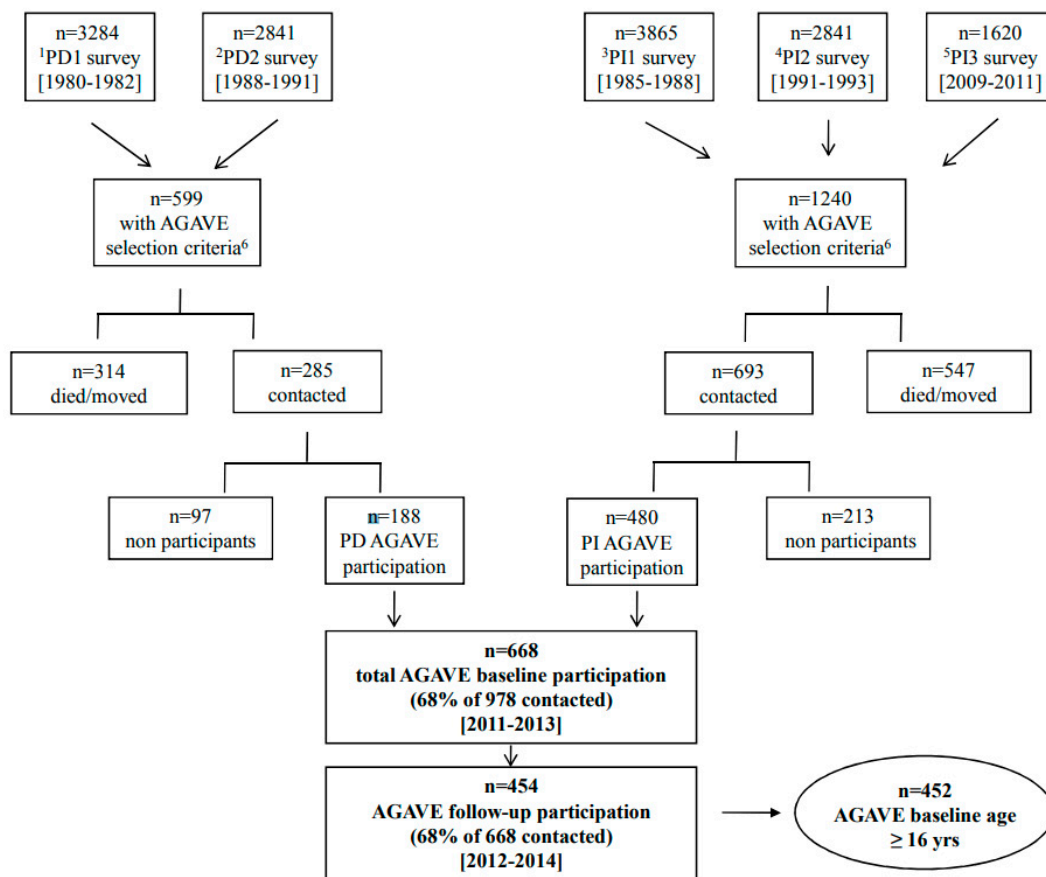 n=3284
¹PD1 survey
[1980-1982]
n=2841
²PD2 survey
[1988-1991]
n=3865
³PI1 survey
[1985-1988]
n=2841
⁴PI2 survey
[1991-1993]
n=1620
⁵PI3 survey
[2009-2011]
n=599
with AGAVE
selection criteria⁶
n=1240
with AGAVE
selection criteria⁶
n=314
died/moved
n=285
contacted
n=693
contacted
n=547
died/moved
n=97
non participants
n=188
PD AGAVE
participation
n=480
PI AGAVE
participation
n=213
non participants
n=668
total AGAVE baseline participation
(68% of 978 contacted)
[2011-2013]
n=454
AGAVE follow-up participation
(68% of 668 contacted)
[2012-2014]
n=452
AGAVE baseline age
≥ 16 yrs